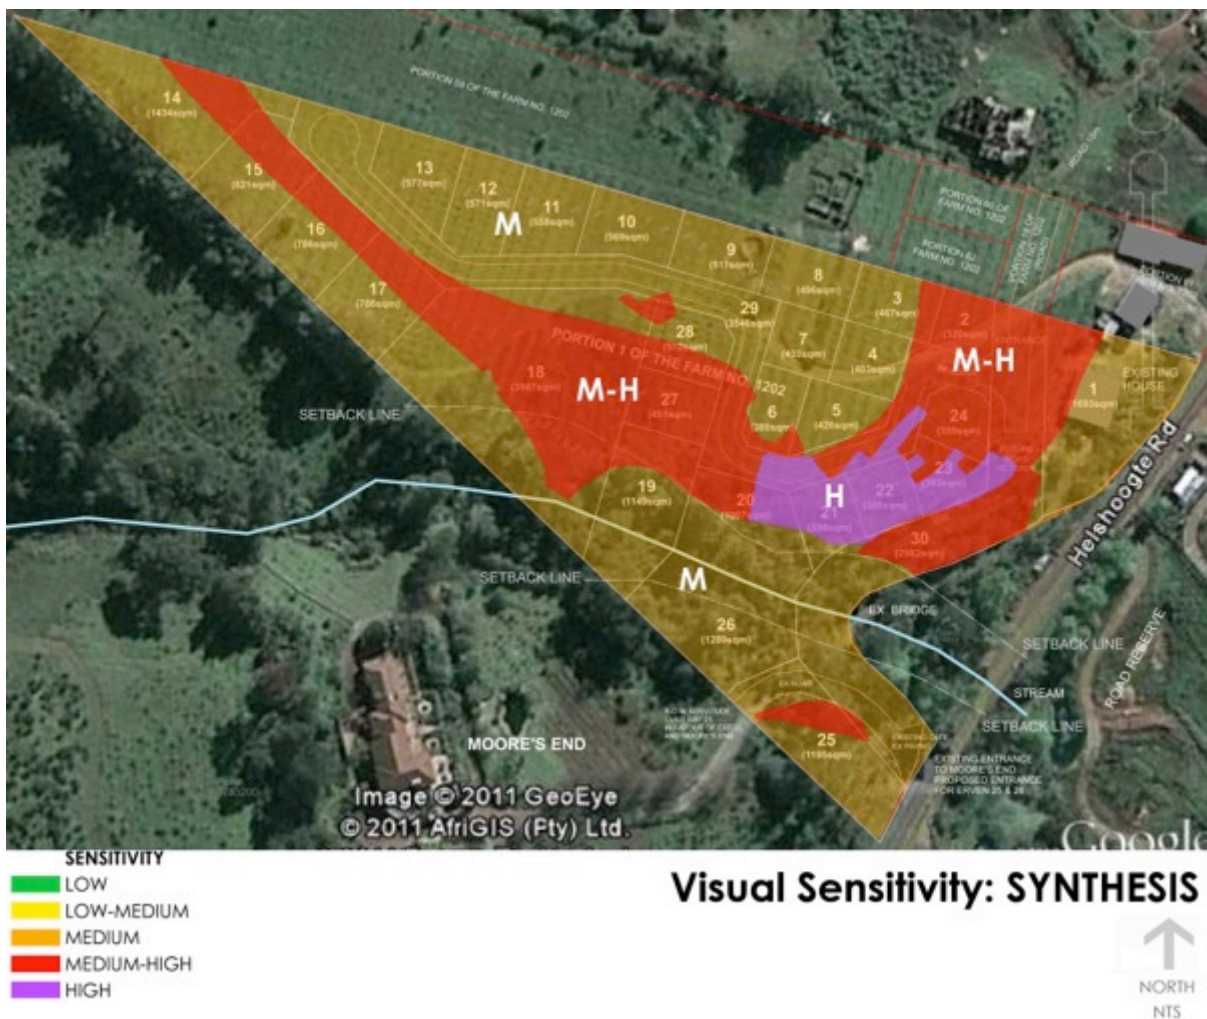 PORTION 59 OF THE FARM NO. 1202
ROAD
14
(1434sqm)
15
(821sqm)
16
(786sqm)
17
(786sqm)
13
(577sqm)
12
(571sqm)
11
(558sqm)
10
(569sqm)
M
9
(511sqm)
8
(496sqm)
3
(467sqm)
PORTION 62
FARM NO. 1202
29
(3546sqm)
28
7
(403sqm)
4
(403sqm)
2
ENTRANCE
M-H
PORTION 1 OF THE FARM NO. 1202
18
M-H
27
6
5
(426sqm)
24
1
EXISTING
HOUSE
SETBACK LINE
19
(1149sqm)
20
H
21
22
23
30
(2982sqm)
Helshoogte Rd
SETBACK LINE
M
26
(1289sqm)
EX. BRIDGE
SETBACK LINE
STREAM
SETBACK LINE
ROAD RESERVE
25
(1195sqm)
MOORE'S END
EXISTING ENTRANCE
TO MOORE'S END
PROPOSED ENTRANCE
FOR ERVEN 25 & 26
Image © 2011 GeoEye
© 2011 AfriGIS (Pty) Ltd.
Google
SENSITIVITY
LOW
LOW-MEDIUM
MEDIUM
MEDIUM-HIGH
HIGH
Visual Sensitivity: SYNTHESIS
NORTH
NTS